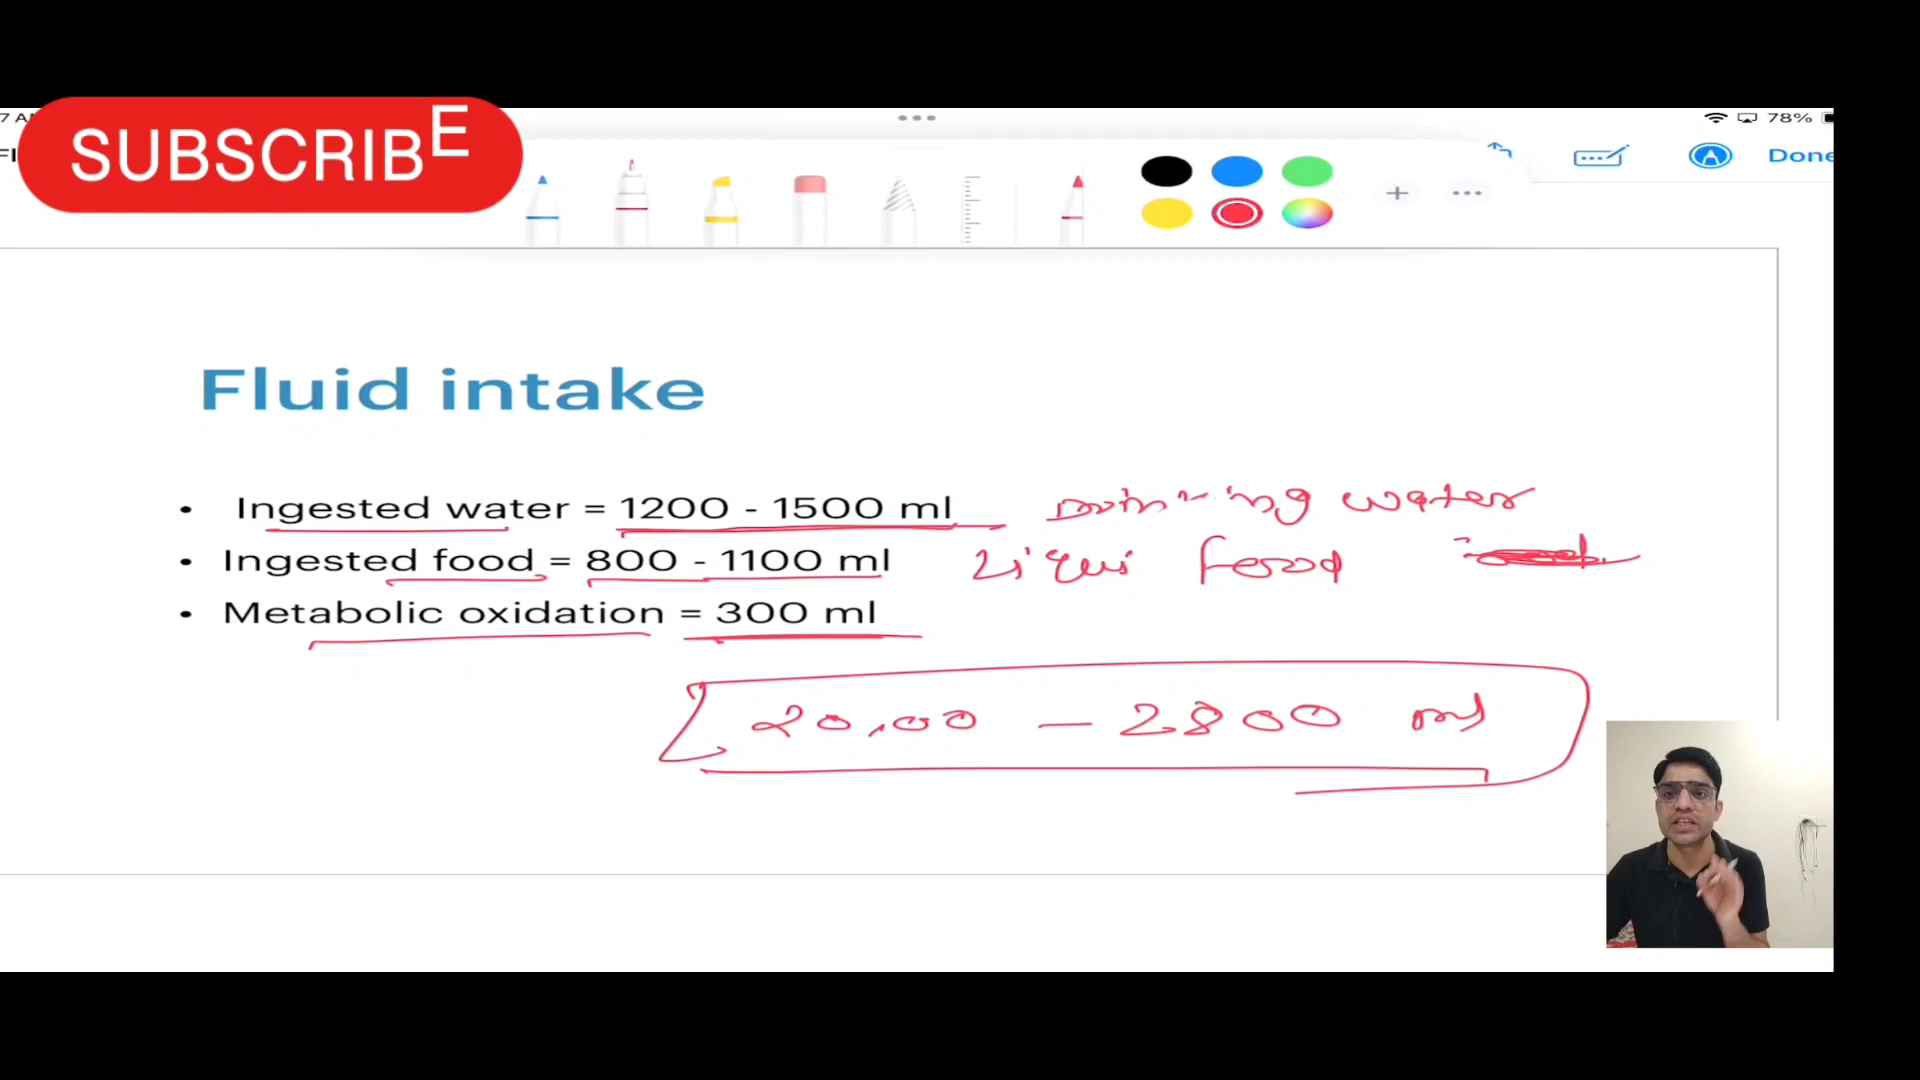 SUBSCRIBE
78%
Done
Fluid intake
• Ingested water = 1200 - 1500 ml water
• Ingested food = 800 - 1100 ml food
• Metabolic oxidation = 300 ml
20,00 – 2800 ml